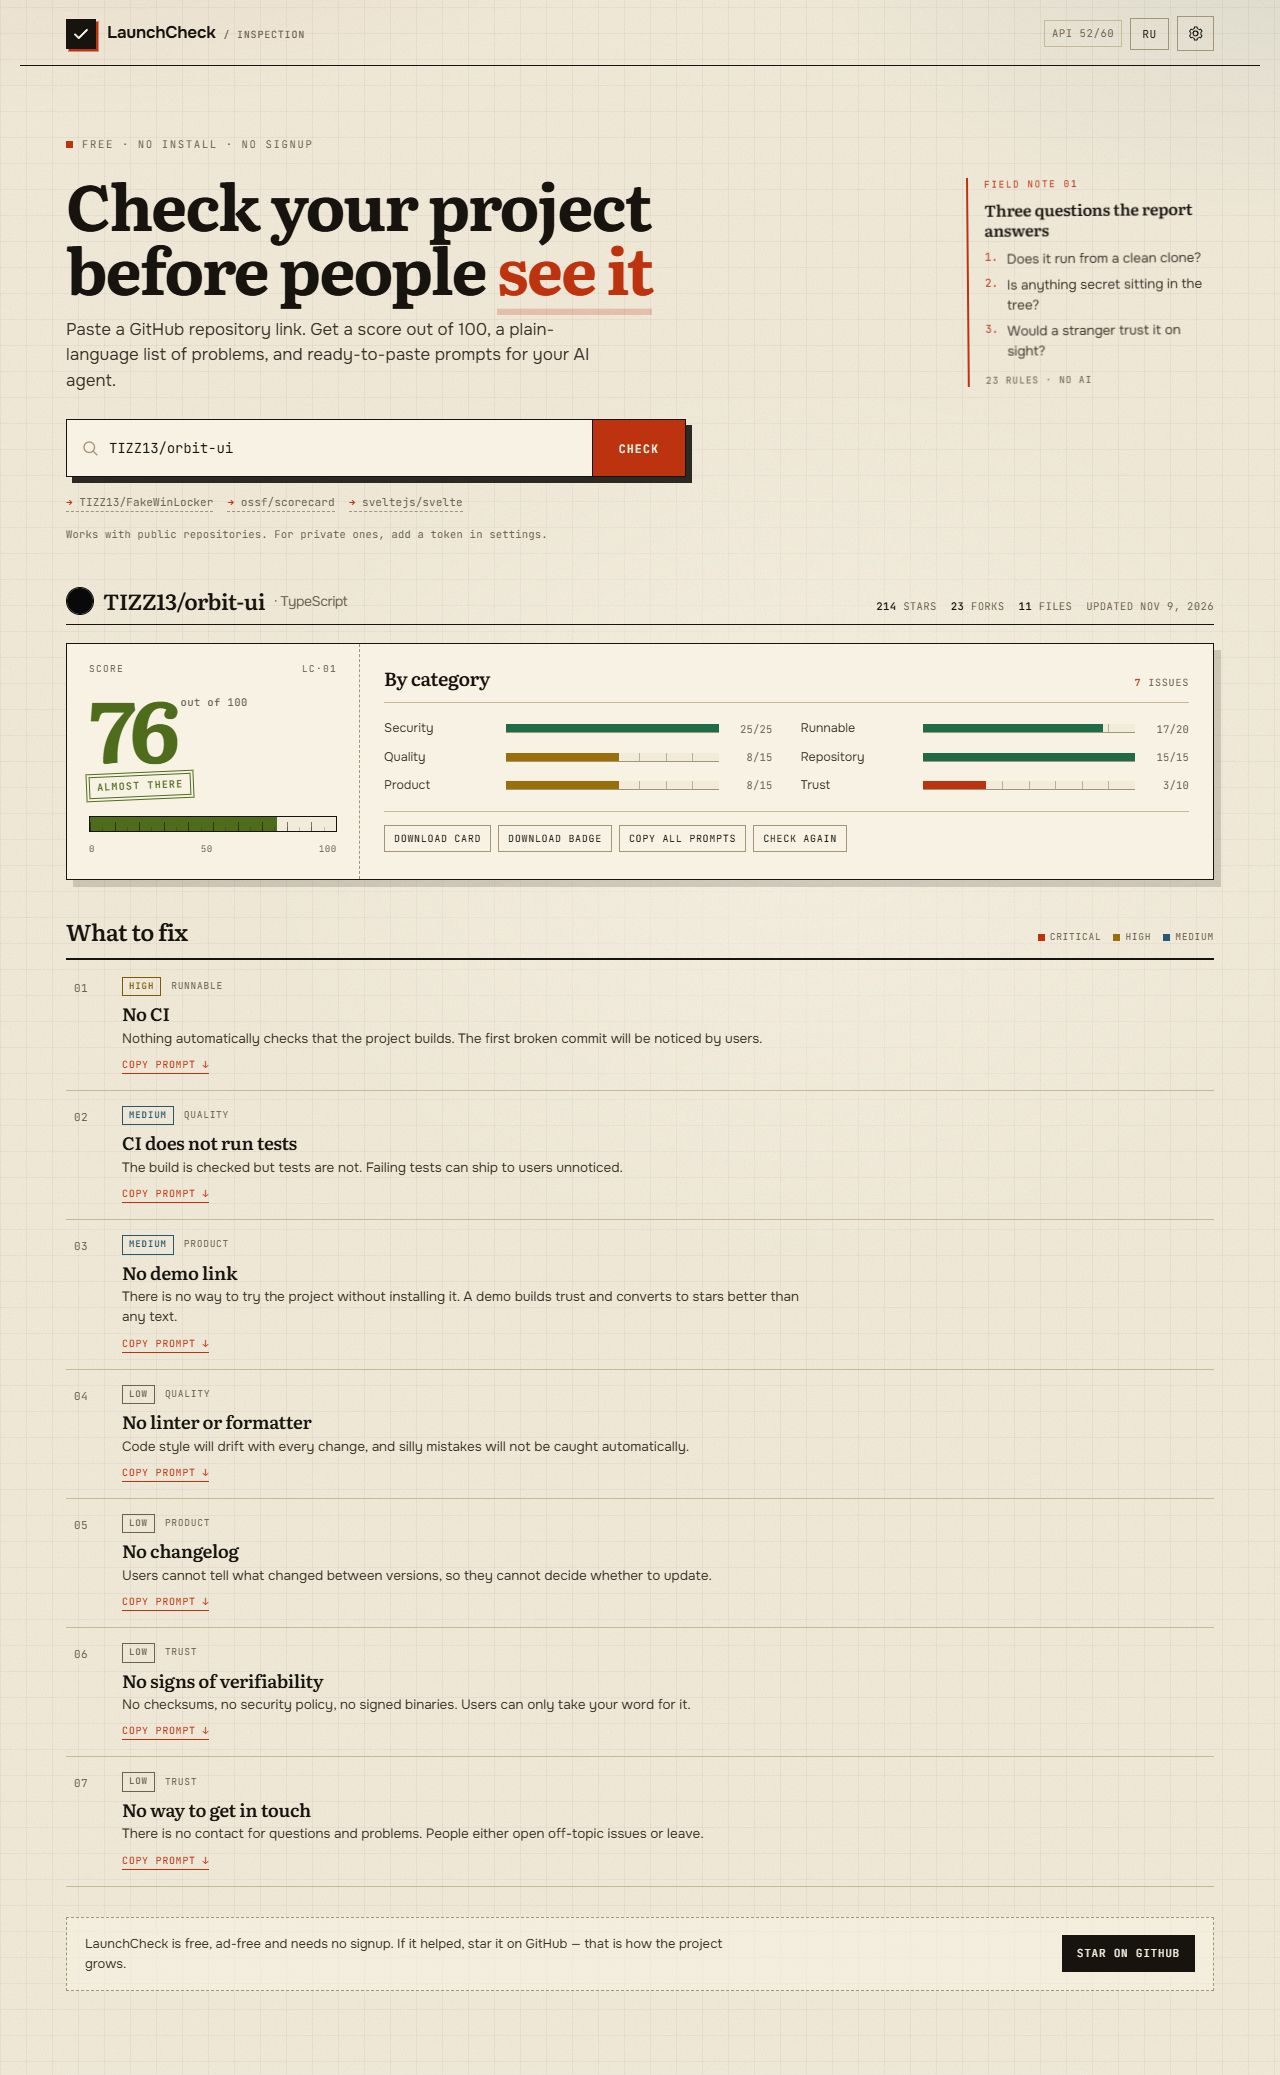 LaunchCheck / INSPECTION
API 52/60
RU
FREE · NO INSTALL · NO SIGNUP
Check your project
before people see it
Paste a GitHub repository link. Get a score out of 100, a plain-
language list of problems, and ready-to-paste prompts for your AI
agent.
FIELD NOTE 01
Three questions the report
answers
1. Does it run from a clean clone?
2. Is anything secret sitting in the
tree?
3. Would a stranger trust it on
sight?
23 RULES · NO AI
TIZZ13/orbit-ui
CHECK
→ TIZZ13/FakeWinLocker → ossf/scorecard → sveltejs/svelte
Works with public repositories. For private ones, add a token in settings.
TIZZ13/orbit-ui · TypeScript
214 STARS 23 FORKS 11 FILES UPDATED NOV 9, 2026
SCORE LC·01
76 out of 100
ALMOST THERE
0 50 100
By category
7 ISSUES
Security 25/25
Runnable 17/20
Quality 8/15
Repository 15/15
Product 8/15
Trust 3/10
DOWNLOAD CARD
DOWNLOAD BADGE
COPY ALL PROMPTS
CHECK AGAIN
What to fix
CRITICAL HIGH MEDIUM
01 HIGH RUNNABLE
No CI
Nothing automatically checks that the project builds. The first broken commit will be noticed by users.
COPY PROMPT ↓
02 MEDIUM QUALITY
CI does not run tests
The build is checked but tests are not. Failing tests can ship to users unnoticed.
COPY PROMPT ↓
03 MEDIUM PRODUCT
No demo link
There is no way to try the project without installing it. A demo builds trust and converts to stars better than
any text.
COPY PROMPT ↓
04 LOW QUALITY
No linter or formatter
Code style will drift with every change, and silly mistakes will not be caught automatically.
COPY PROMPT ↓
05 LOW PRODUCT
No changelog
Users cannot tell what changed between versions, so they cannot decide whether to update.
COPY PROMPT ↓
06 LOW TRUST
No signs of verifiability
No checksums, no security policy, no signed binaries. Users can only take your word for it.
COPY PROMPT ↓
07 LOW TRUST
No way to get in touch
There is no contact for questions and problems. People either open off-topic issues or leave.
COPY PROMPT ↓
LaunchCheck is free, ad-free and needs no signup. If it helped, star it on GitHub — that is how the project
grows.
STAR ON GITHUB